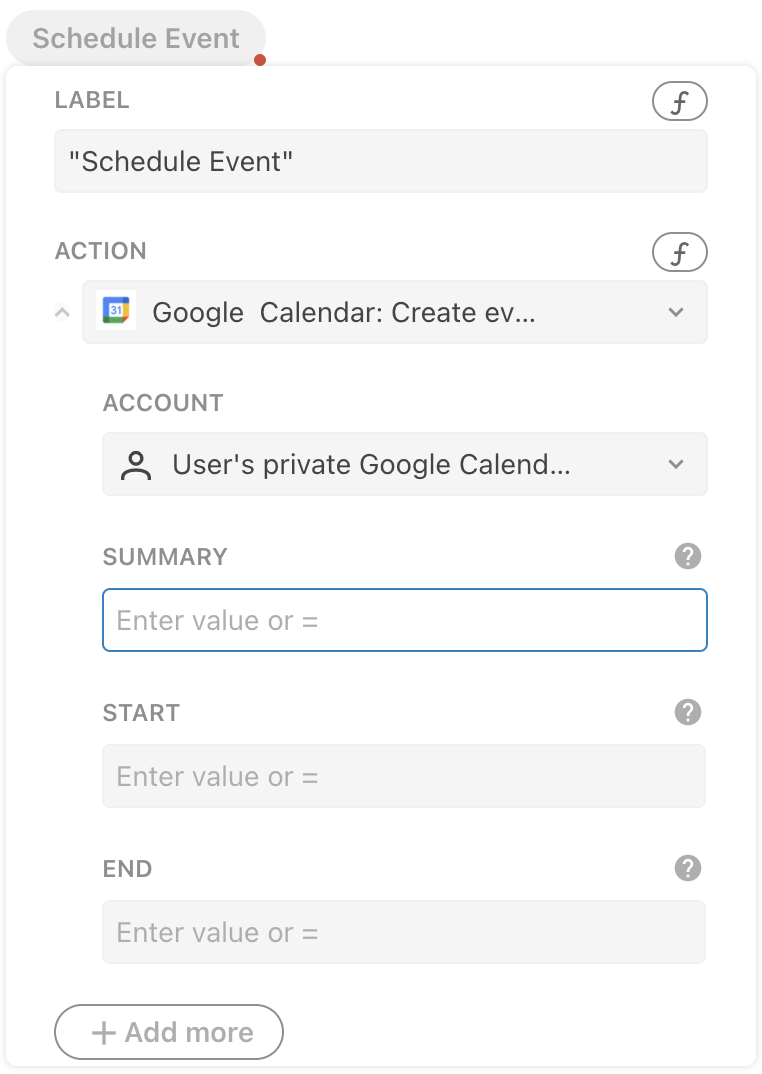 Schedule Event
LABEL
f
"Schedule Event"
ACTION
f
31
Google Calendar: Create ev...
ACCOUNT
User's private Google Calend...
SUMMARY
?
Enter value or =
START
?
Enter value or =
END
?
Enter value or =
+ Add more